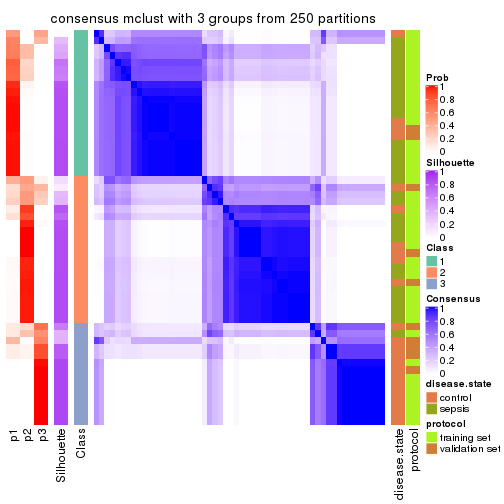 consensus mclust with 3 groups from 250 partitions
Prob
1
0.8
0.6
0.4
0.2
0
Silhouette
1
0.8
0.6
0.4
0.2
0
Class
1
2
3
Consensus
1
0.8
0.6
0.4
0.2
0
disease.state
control
sepsis
protocol
training set
validation set
p1
p2
p3
Silhouette
Class
disease.state
protocol